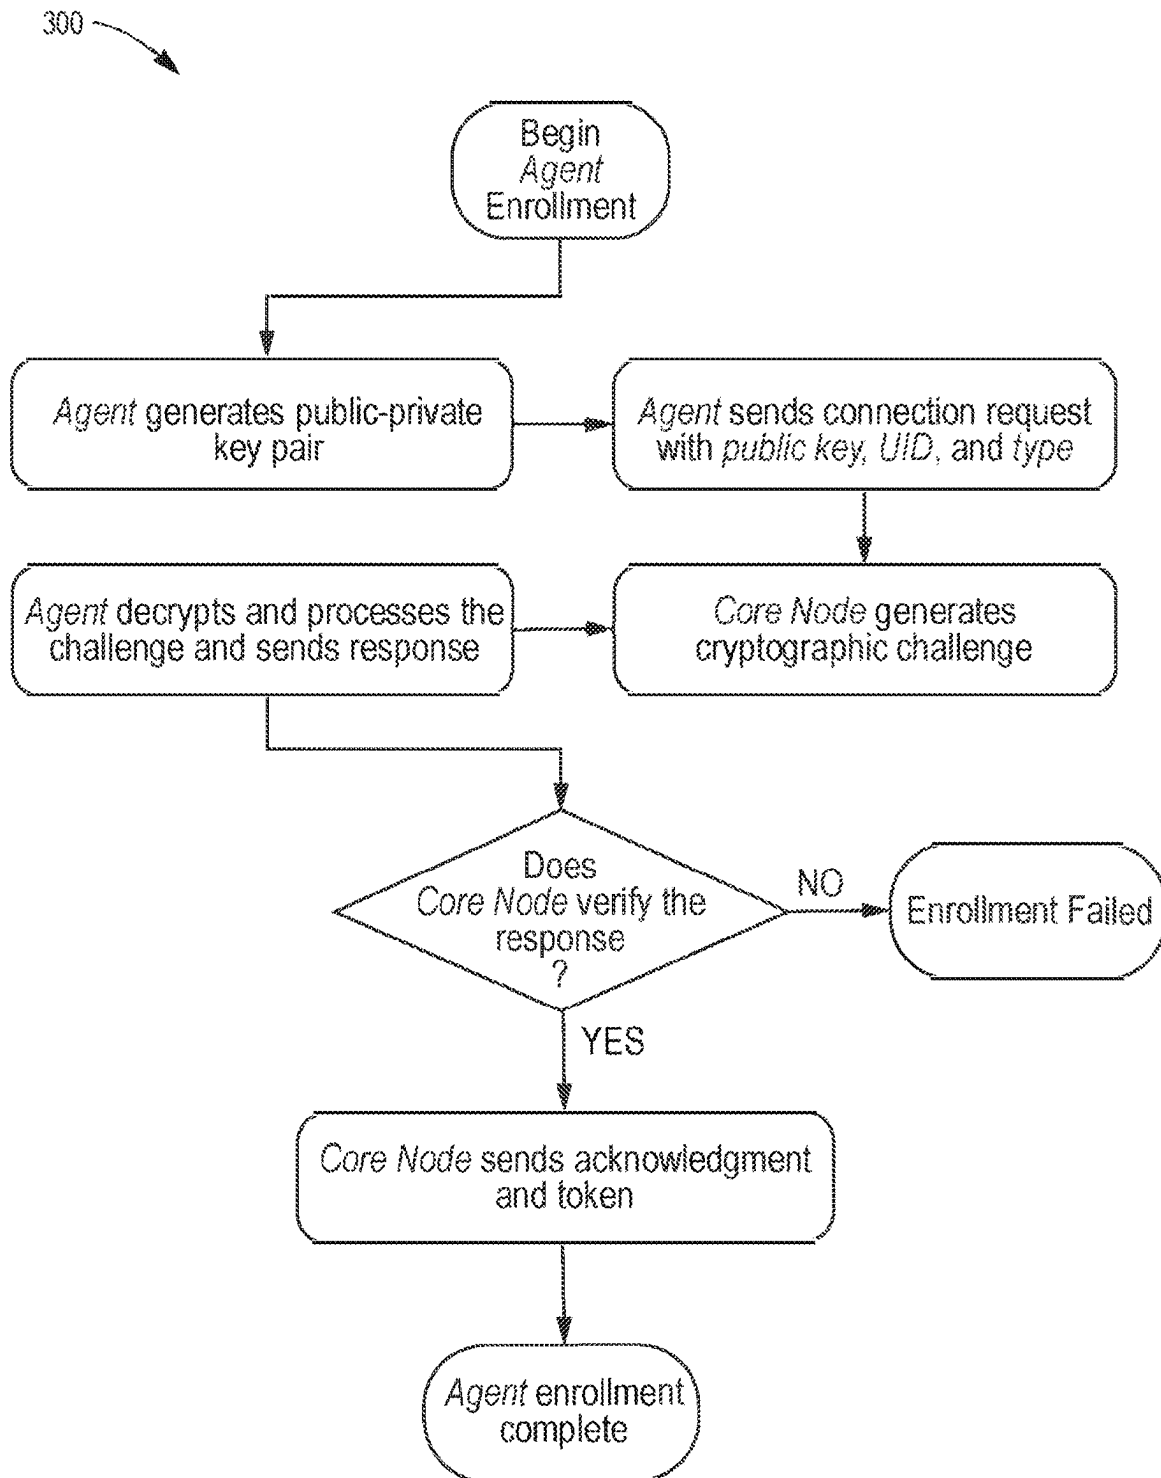 300
Begin
Agent
Enrollment
Agent generates public-private
key pair
Agent sends connection request
with public key, UID, and type
Agent decrypts and processes the
challenge and sends response
Core Node generates
cryptographic challenge
Does
Core Node verify the
response
?
NO
Enrollment Failed
YES
Core Node sends acknowledgment
and token
Agent enrollment
complete